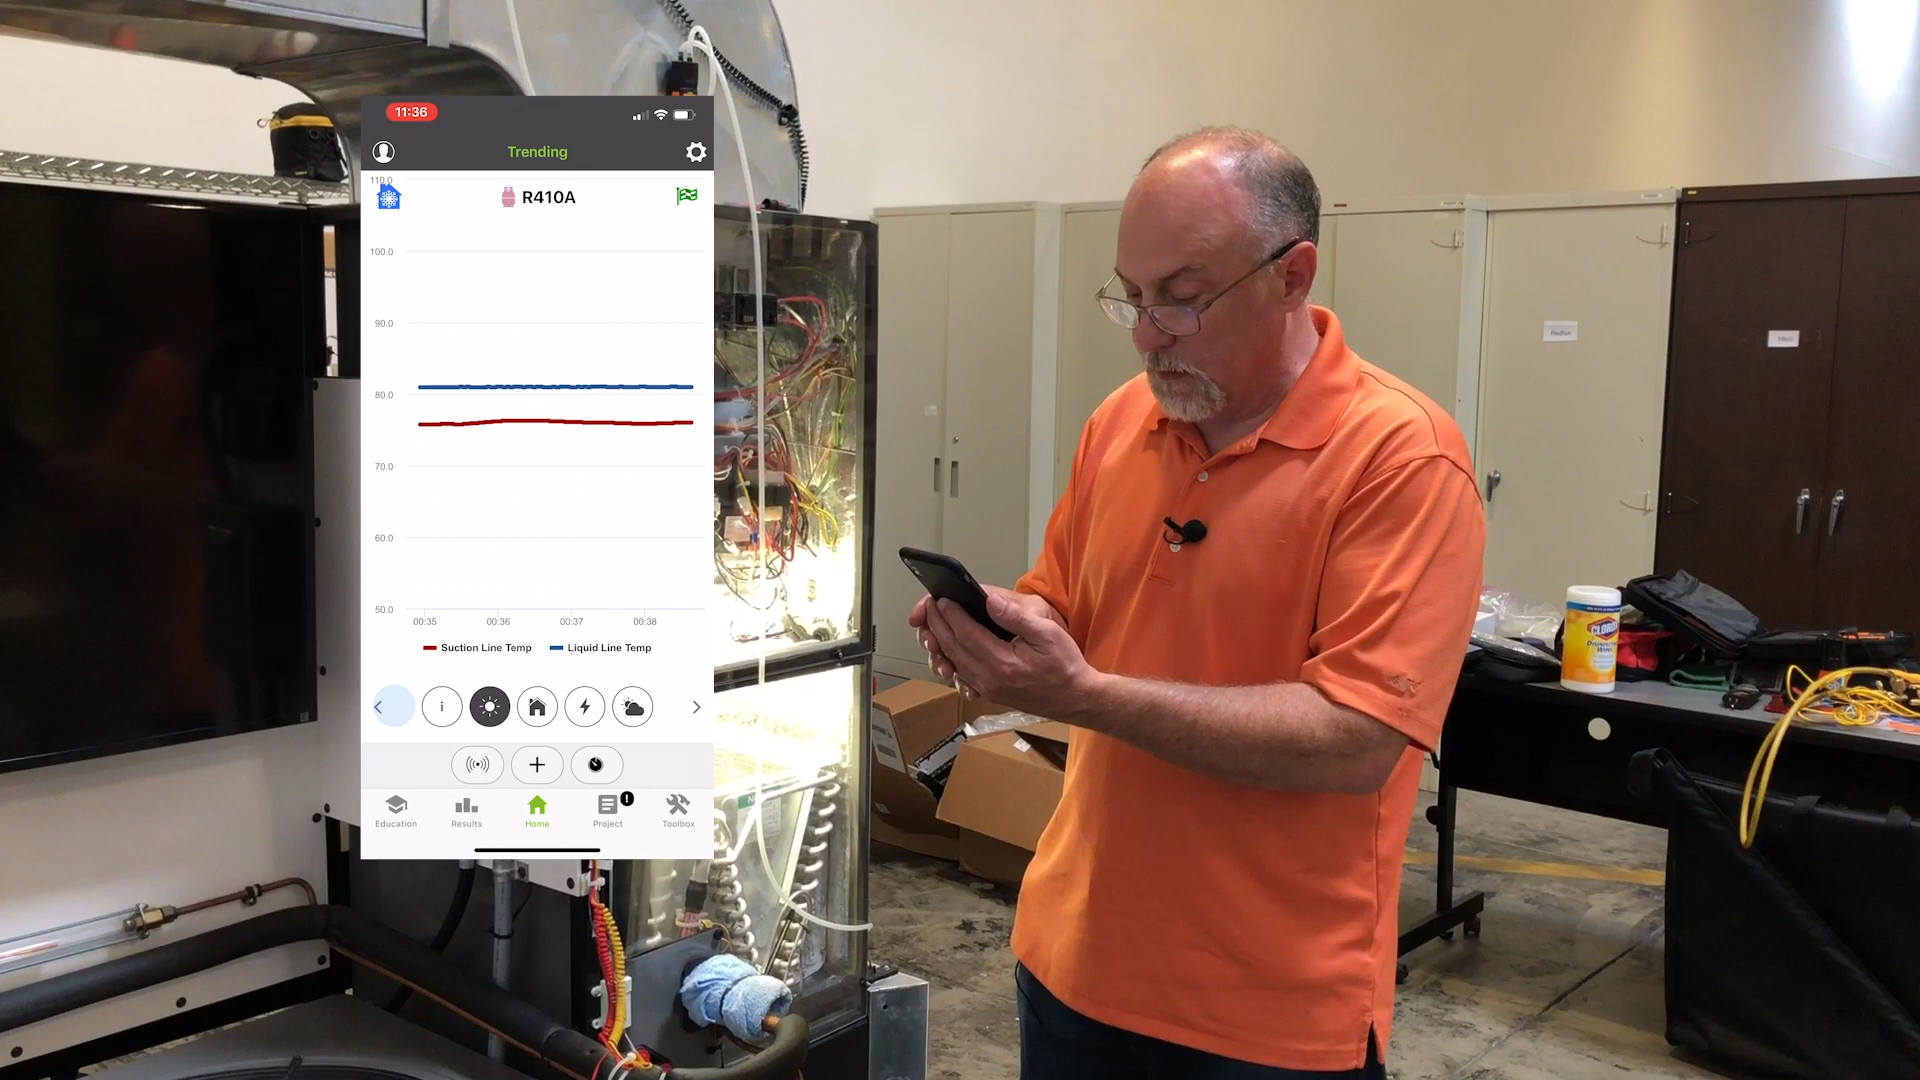 11:36
Trending
110.0
R410A
100.0
90.0
80.0
70.0
60.0
50.0
00:35 00:36 00:37 00:38
Suction Line Temp Liquid Line Temp
i
Education Results Home Project Toolbox
CLOROX